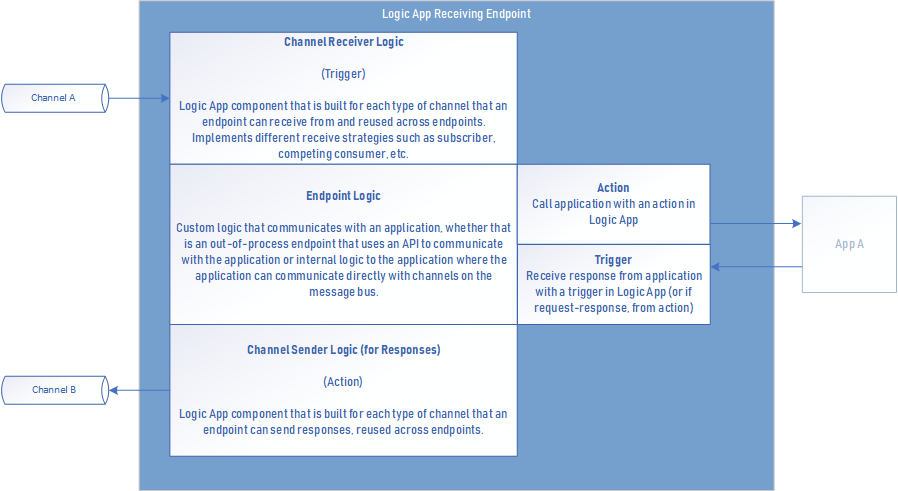 Logic App Receiving Endpoint
Channel Receiver Logic
(Trigger)
Logic App component that is built for each type of channel that an
endpoint can receive from and reused across endpoints.
Implements different receive strategies such as subscriber,
competing consumer, etc.
Channel A
Endpoint Logic
Custom logic that communicates with an application, whether that
is an out-of-process endpoint that uses an API to communicate
with the application or internal logic to the application where the
application can communicate directly with channels on the
message bus.
Action
Call application with an action in
Logic App
Trigger
Receive response from application
with a trigger in Logic App (or if
request-response, from action)
App A
Channel Sender Logic (for Responses)
(Action)
Logic App component that is built for each type of channel that an
endpoint can send responses, reused across endpoints.
Channel B